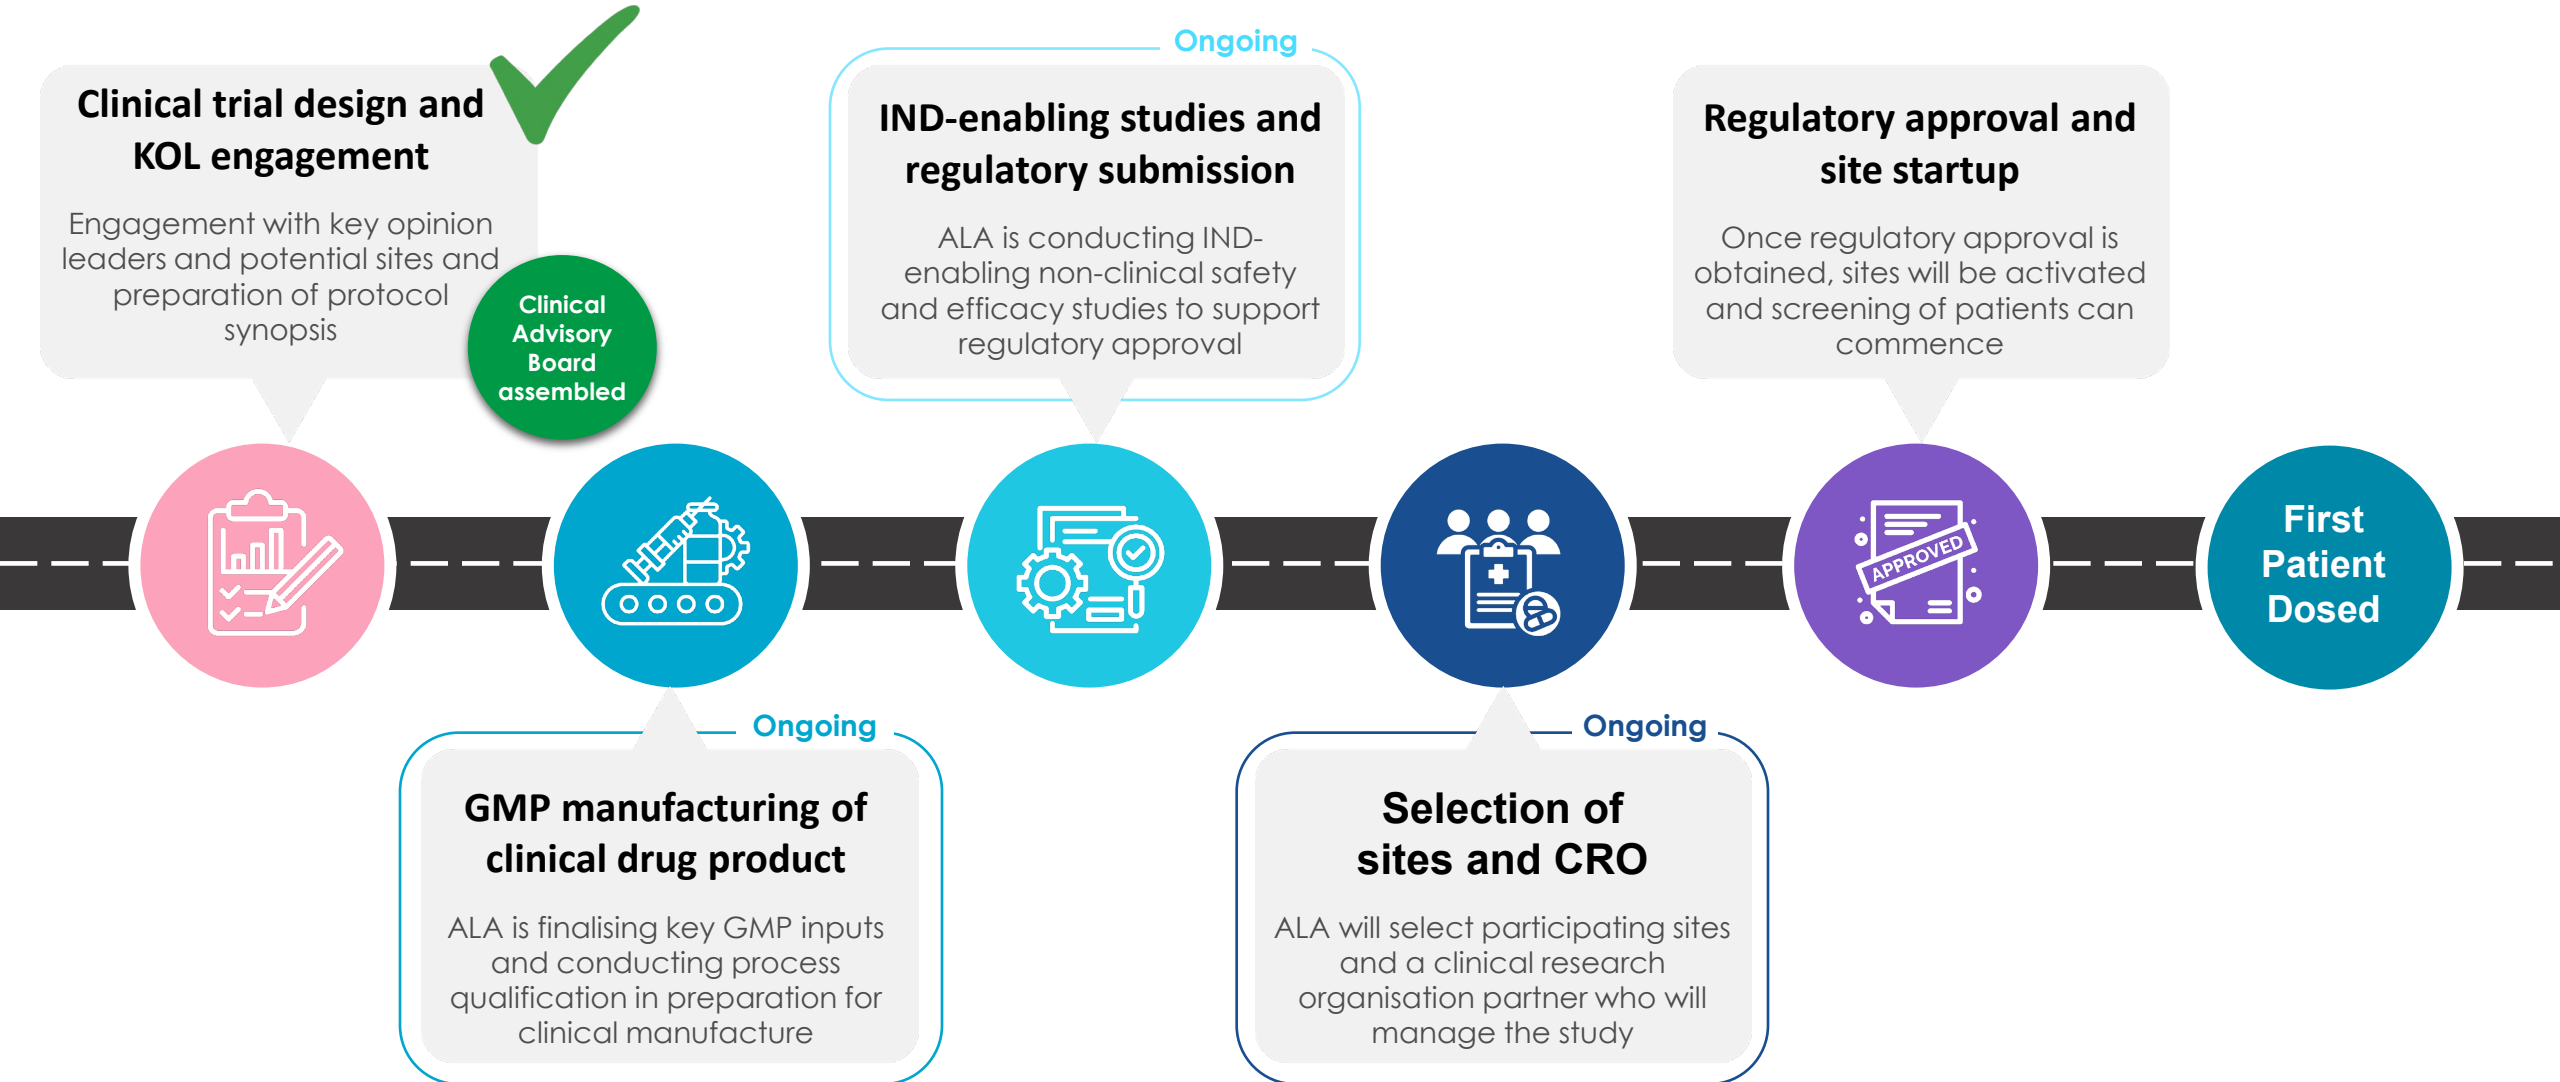 Clinical trial design and
KOL engagement
Engagement with key opinion
leaders and potential sites and
preparation of protocol
synopsis
Clinical
Advisory
Board
assembled
Ongoing
GMP manufacturing of
clinical drug product
ALA is finalising key GMP inputs
and conducting process
qualification in preparation for
clinical manufacture
Ongoing
IND-enabling studies and
regulatory submission
ALA is conducting IND-
enabling non-clinical safety
and efficacy studies to support
regulatory approval
Ongoing
Selection of
sites and CRO
ALA will select participating sites
and a clinical research
organisation partner who will
manage the study
Regulatory approval and
site startup
Once regulatory approval is
obtained, sites will be activated
and screening of patients can
commence
APPROVED
First
Patient
Dosed